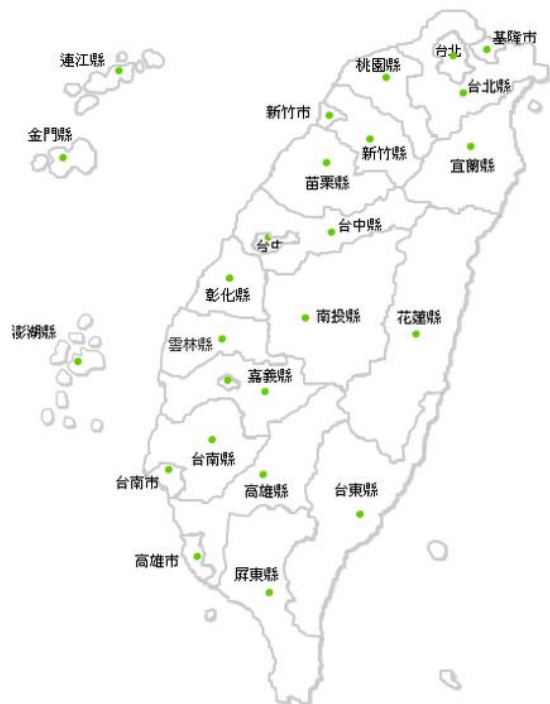 基隆市
台北
連江縣
桃園縣
台北縣
新竹市
金門縣
新竹縣
宜蘭縣
苗栗縣
台中縣
台中
彰化縣
南投縣
花蓮縣
澎湖縣
雲林縣
嘉義縣
台南縣
台南市
高雄縣
台東縣
高雄市
屏東縣